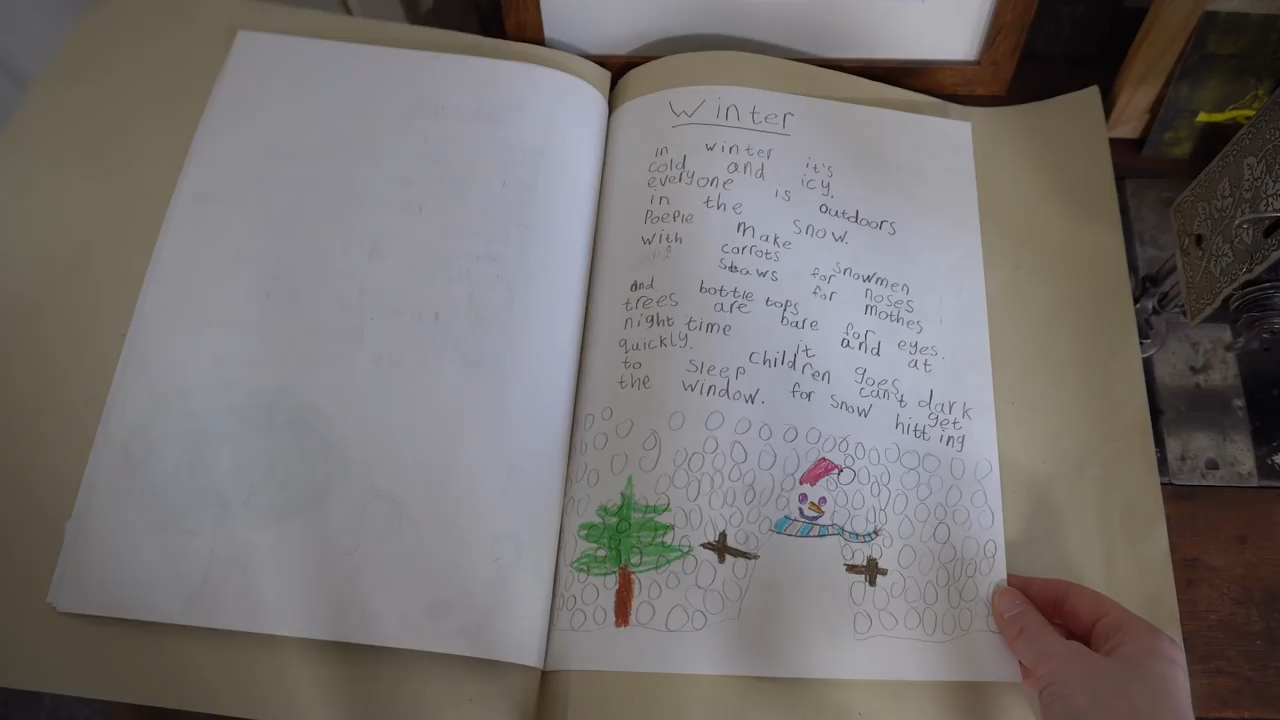 Winter
in winter it's
cold and icy.
everyone is outdoors
in the snow.
Poeple make snowmen
with carrots for noses
staws for mothes
and bottle tops for eyes.
trees are bare and at
night time it goes dark
quickly. children can't get
to sleep for snow hitting
the window.